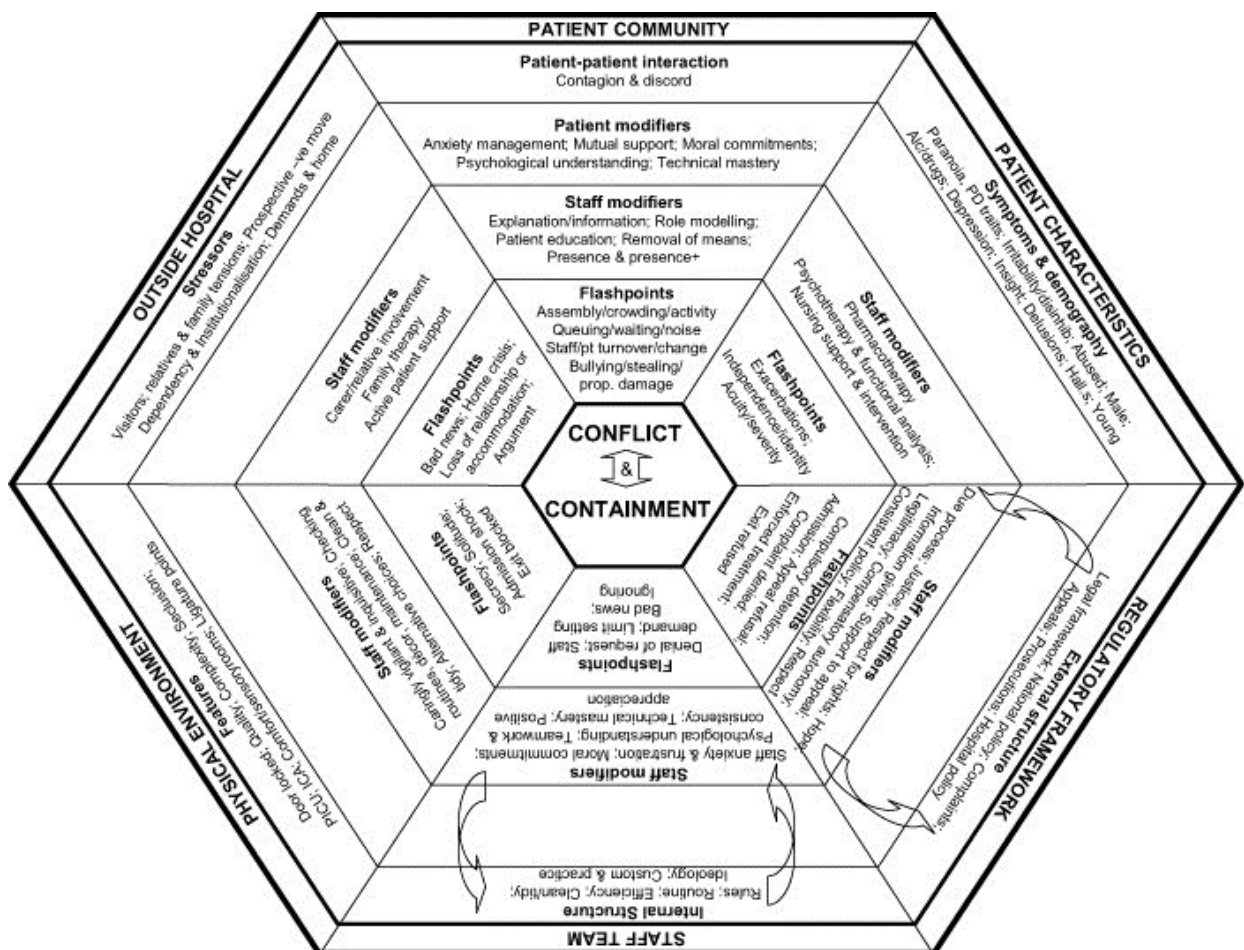 PATIENT COMMUNITY
Patient-patient interaction
Contagion & discord
Patient modifiers
Anxiety management; Mutual support; Moral commitments;
Psychological understanding; Technical mastery
Staff modifiers
Explanation/information; Role modelling;
Patient education; Removal of means;
Presence & presence+
Flashpoints
Assembly/crowding/activity
Queuing/waiting/noise
Staff/pt turnover/change
Bullying/stealing/
prop. damage
PATIENT CHARACTERISTICS
Symptoms & demography
Paranoia, PD traits; Irritability/disinhib; Abused; Male;
Alc/drugs; Depression; Insight; Delusions; Hall.s; Young
Staff modifiers
Pharmacotherapy
Psychotherapy & functional analysis;
Nursing support & intervention
Flashpoints
Exacerbations;
Independence/identity
Acuity/severity
REGULATORY FRAMEWORK
External structure
Legal framework; National policy; Complaints;
Appeals; Prosecutions; Hospital policy
Staff modifiers
Due process; Justice; Respect for rights; Hope;
Information giving; Support to appeal;
Legitimacy; Compensatory autonomy;
Consistent policy; Flexibility; Respect
Flashpoints
Compulsory detention;
Admission; Appeal refusal;
Complaint denied;
Enforced treatment;
Exit refused
STAFF TEAM
Internal Structure
Rules; Routine; Efficiency; Clean/tidy;
Ideology; Custom & practice
Staff modifiers
Staff anxiety & frustration; Moral commitments;
Psychological understanding; Teamwork &
consistency; Technical mastery; Positive
appreciation
Flashpoints
Denial of request; Staff
demand; Limit setting
Bad news;
Ignoring
PHYSICAL ENVIRONMENT
Features
Door locked; Quality; Complexity; Seclusion;
PICU; ICA; Comfort/sensoryrooms; Ligature points
Staff modifiers
Caringly vigilant & inquisitive; Checking
routines; décor, maintenance; Clean &
tidy; Alternative choices; Respect
Flashpoints
Secrecy; Solitude;
Admission shock;
Exit blocked
OUTSIDE HOSPITAL
Stressors
Visitors; relatives & family tensions; Prospective –ve move
Dependency & Institutionalisation; Demands & home
Staff modifiers
Carer/relative involvement
Family therapy
Active patient support
Flashpoints
Bad news; Home crisis;
Loss of relationship or
accommodation;
Argument
CONFLICT
&
CONTAINMENT